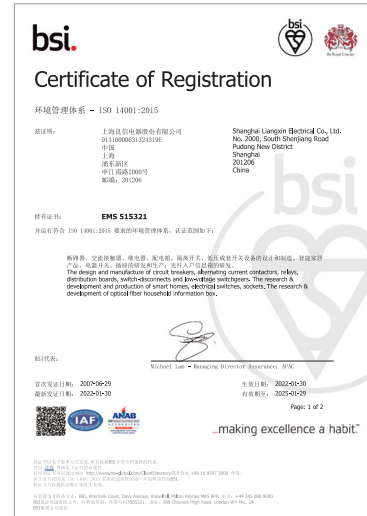 bsi.
bsi
By Royal Charter
Certificate of Registration
环境管理体系 – ISO 14001:2015
兹证明:
上海良信电器股份有限公司
91310000631324319E
中国
上海
浦东新区
申江南路2000号
邮编: 201206
Shanghai Liangxin Electrical Co., Ltd.
No. 2000, South Shenjiang Road
Pudong New District
Shanghai
201206
China
bsi
持有证书:
EMS 515321
并运行符合 ISO 14001:2015 要求的环境管理体系, 认证范围如下:
断路器、交流接触器、继电器、配电箱、隔离开关、低压成套开关设备的设计和制造。智能家居
产品、电器开关、插座的研发和生产; 光纤入户信息箱的研发。
The design and manufacture of circuit breakers, alternating current contactors, relays,
distribution boards, switch-disconnects and low-voltage switchgears. The research &
development and production of smart homes, electrical switches, sockets, The research &
development of optical fiber household information box.
BSI代表:
Michael Lam – Managing Director Assurance, APAC
首次发证日期: 2007-06-29
生效日期: 2022-01-30
最新发证日期: 2022-01-30
有效期至: 2025-01-29
Page: 1 of 2
IAF
ANAB
...making excellence a habit.™